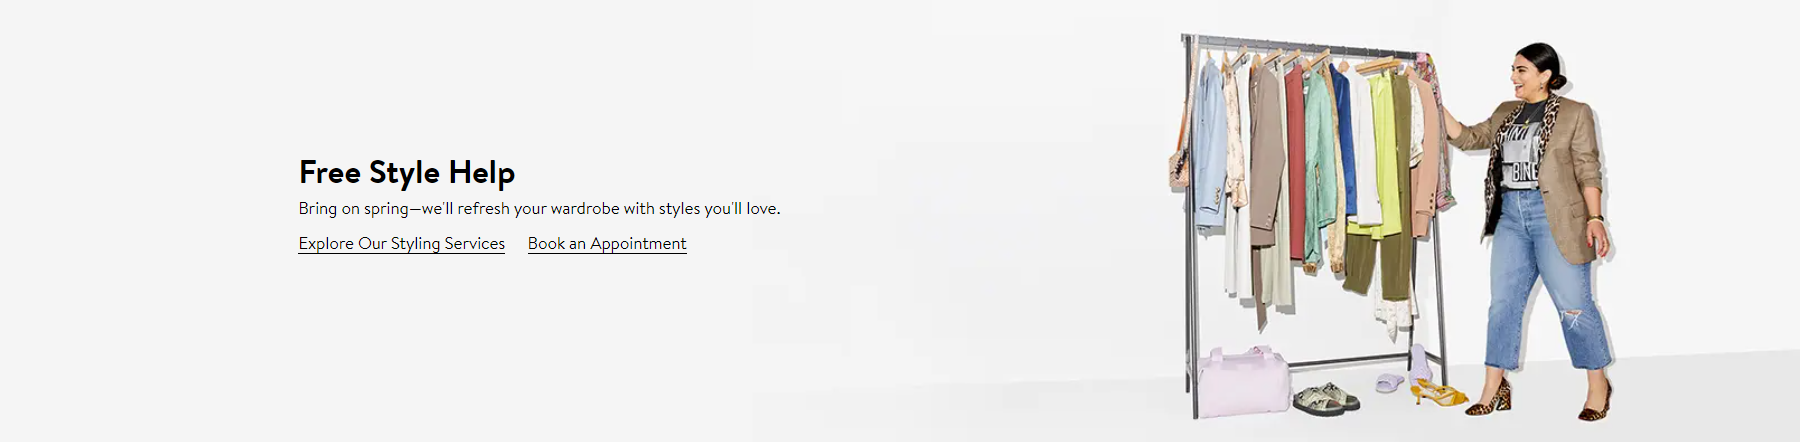 Free Style Help
Bring on spring—we'll refresh your wardrobe with styles you'll love.
Explore Our Styling Services Book an Appointment